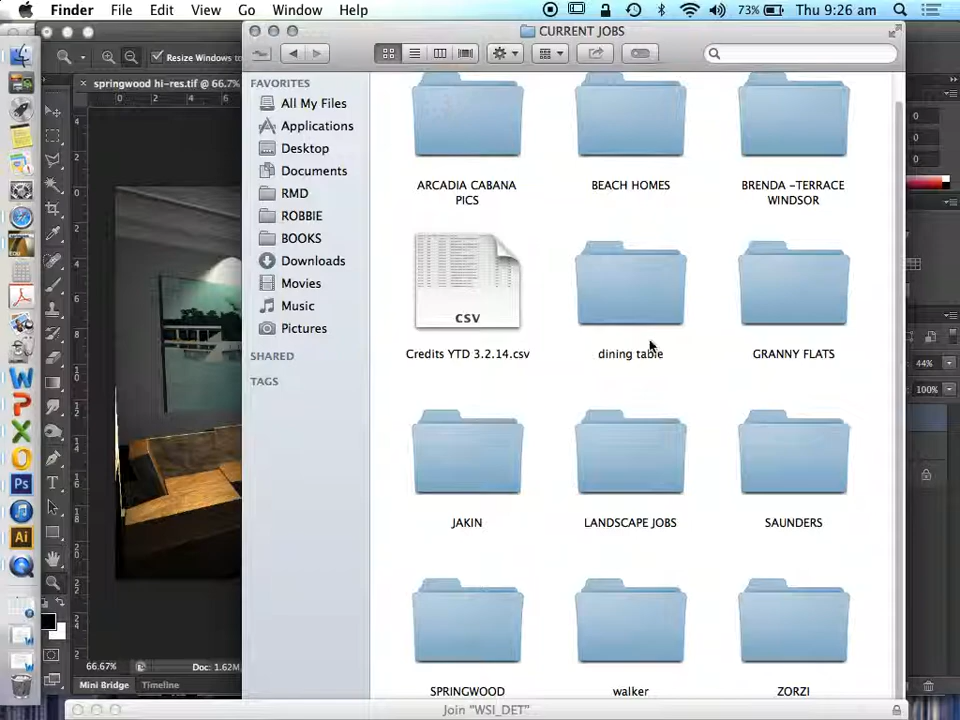 Finder File Edit View Go Window Help 73% Thu 9:26 am
CURRENT JOBS
Resize Windows to
springwood hi-res.tif @ 66.7%
FAVORITES
All My Files
Applications
Desktop
Documents
RMD
ROBBIE
BOOKS
Downloads
Movies
Music
Pictures
SHARED
TAGS
ARCADIA CABANA
PICS
BEACH HOMES
BRENDA -TERRACE
WINDSOR
CSV
Credits YTD 3.2.14.csv
dining table
GRANNY FLATS
JAKIN
LANDSCAPE JOBS
SAUNDERS
SPRINGWOOD
walker
ZORZI
44%
100%
66.67% Doc: 1.62M
Mini Bridge Timeline
Join "WSI_DET"